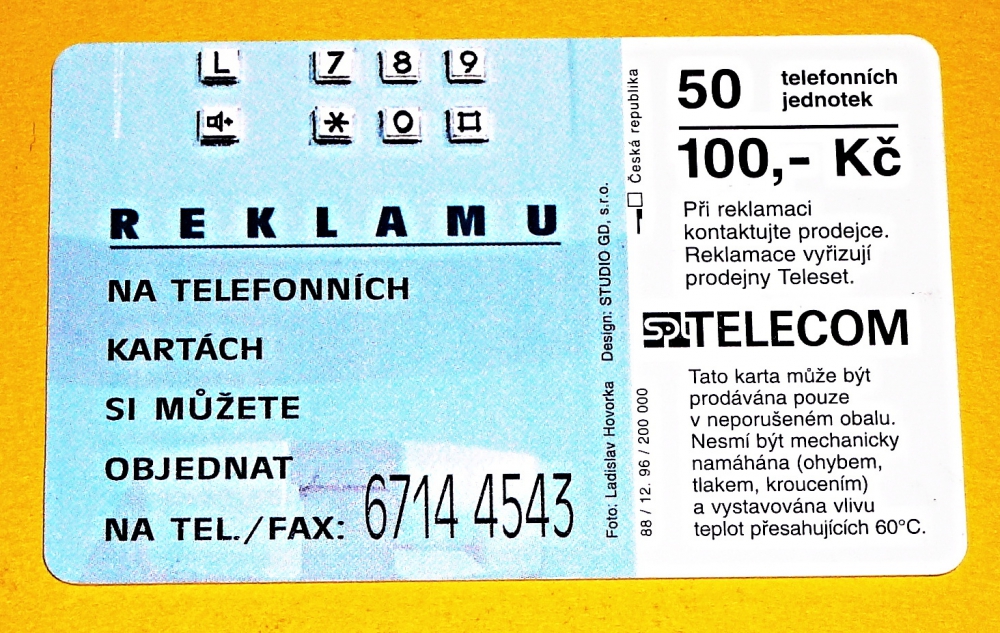 L 7 8 9
* 0
REKLAMU
NA TELEFONNÍCH
KARTÁCH
SI MŮŽETE
OBJEDNAT
NA TEL./FAX: 6714 4543
Foto: Ladislav Hovorka Design: STUDIO GD, s.r.o.
88 / 12. 96 / 200 000
Česká republika
50 telefonních
jednotek
100,- Kč
Při reklamaci
kontaktujte prodejce.
Reklamace vyřizují
prodejny Teleset.
SPT TELECOM
Tato karta může být
prodávána pouze
v neporušeném obalu.
Nesmí být mechanicky
namáhána (ohybem,
tlakem, kroucením)
a vystavována vlivu
teplot přesahujících 60°C.